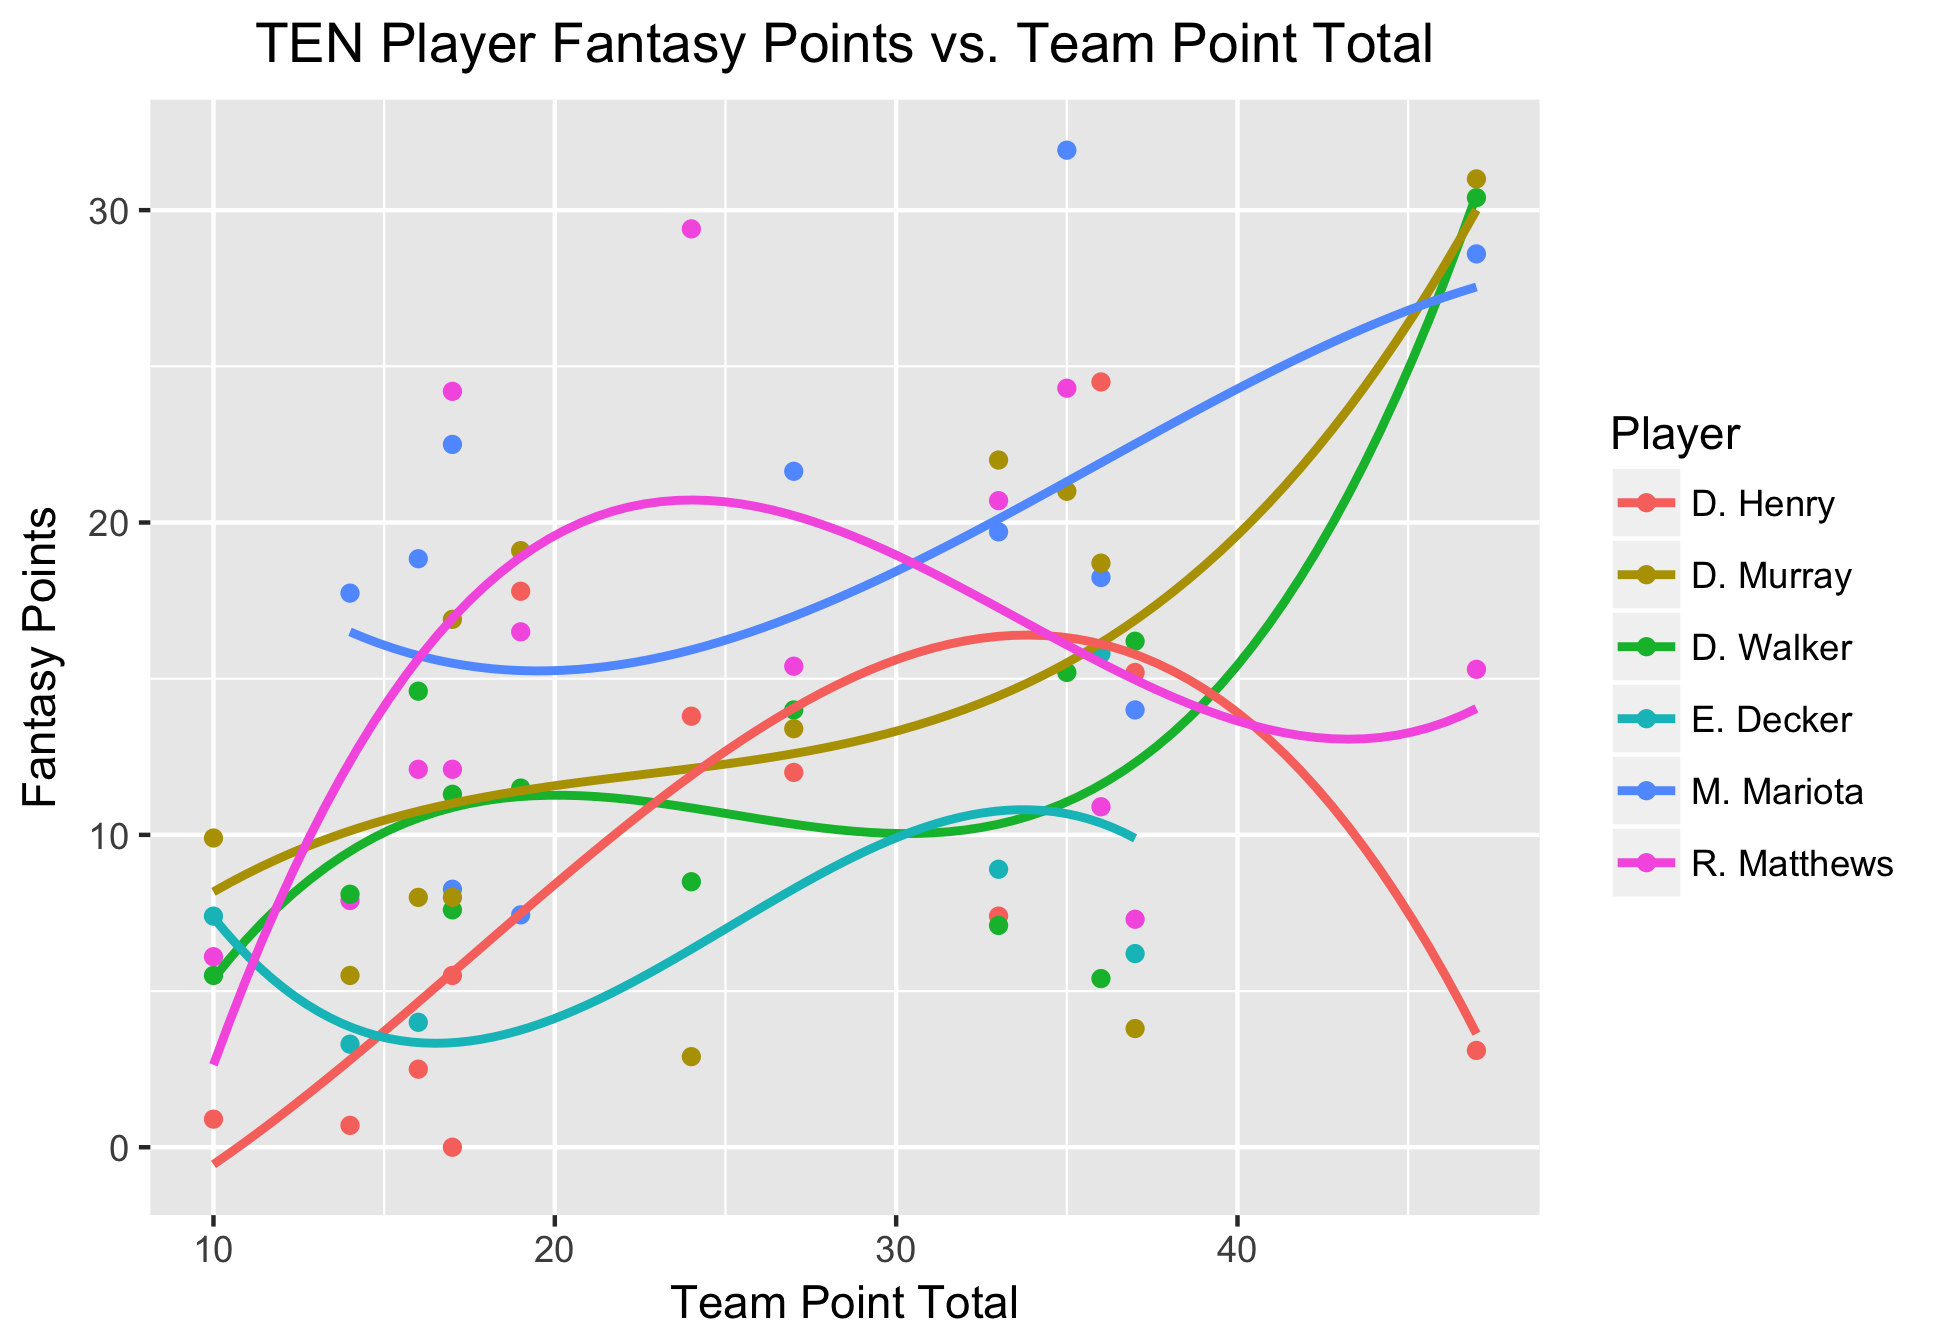 TEN Player Fantasy Points vs. Team Point Total
Fantasy Points
30
20
10
0
10
20
30
40
Team Point Total
Player
D. Henry
D. Murray
D. Walker
E. Decker
M. Mariota
R. Matthews